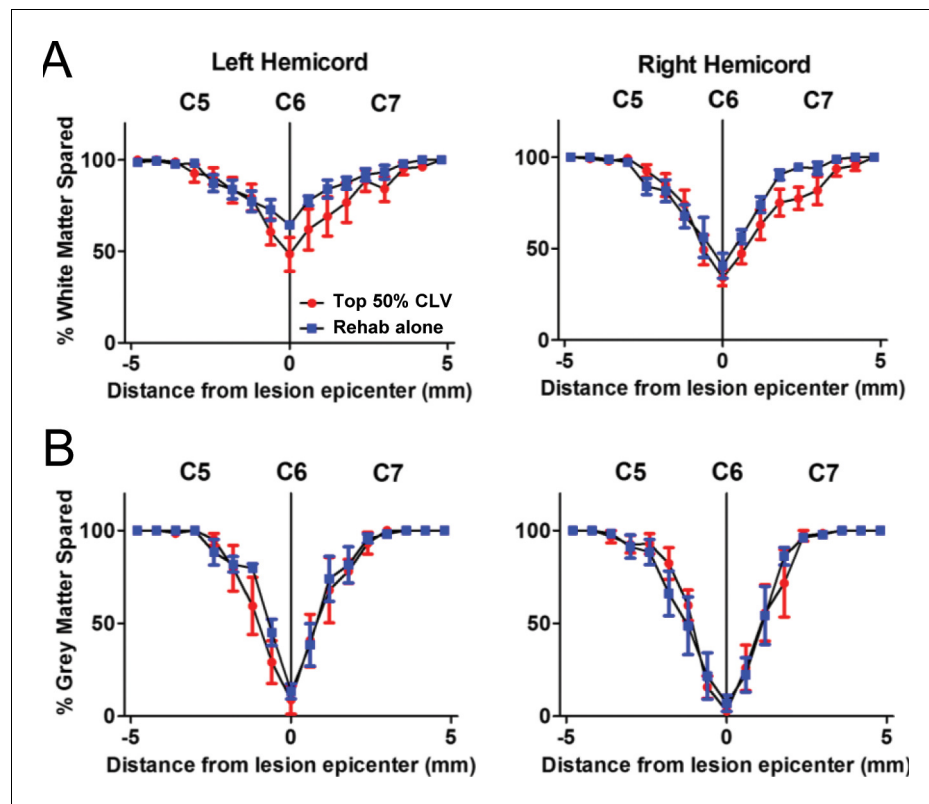 A
Left Hemicord
Right Hemicord
C5 C6 C7
C5 C6 C7
% White Matter Spared
100
50
0
100
50
0
Top 50% CLV
Rehab alone
-5 0 5
-5 0 5
Distance from lesion epicenter (mm)
Distance from lesion epicenter (mm)
B
C5 C6 C7
C5 C6 C7
% Grey Matter Spared
100
50
0
100
50
0
-5 0 5
-5 0 5
Distance from lesion epicenter (mm)
Distance from lesion epicenter (mm)